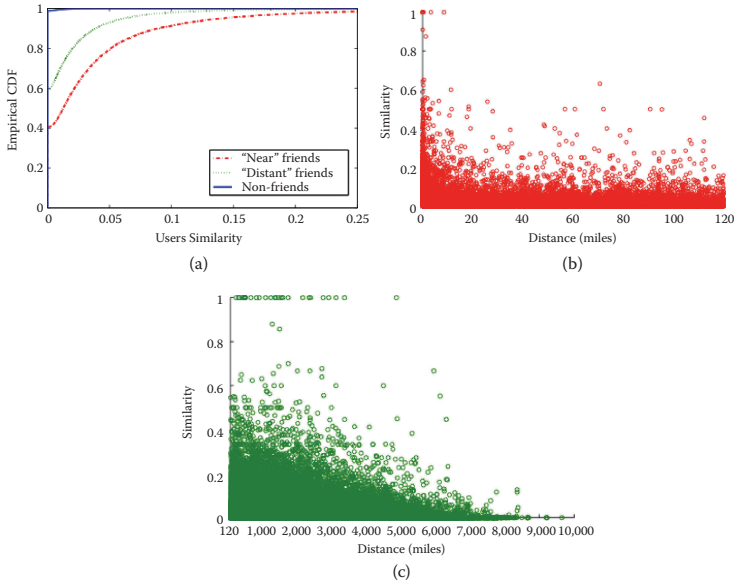 1
0.8
0.6
0.4
0.2
0
Empirical CDF
"Near" friends
"Distant" friends
Non-friends
0 0.05 0.1 0.15 0.2 0.25
Users Similarity
(a)
1
0.8
0.6
0.4
0.2
0
Similarity
0 20 40 60 80 100 120
Distance (miles)
(b)
1
0.8
0.6
0.4
0.2
0
Similarity
120 1,000 2,000 3,000 4,000 5,000 6,000 7,000 8,000 9,000 10,000
Distance (miles)
(c)